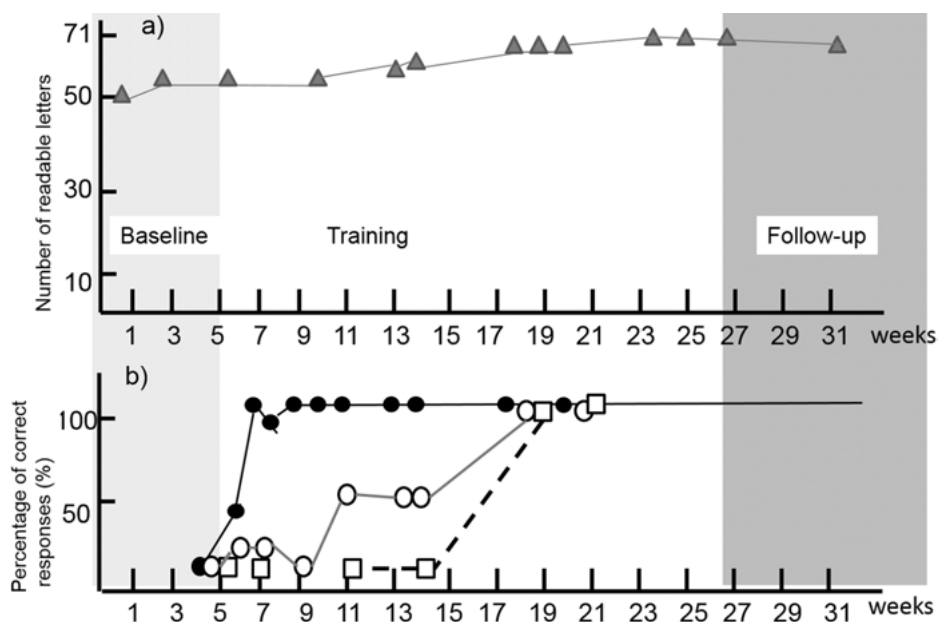 a)
Number of readable letters
71
50
30
10
Baseline
Training
Follow-up
1 3 5 7 9 11 13 15 17 19 21 23 25 27 29 31 weeks
b)
Percentage of correct
responses (%)
100
50
1 3 5 7 9 11 13 15 17 19 21 23 25 27 29 31 weeks